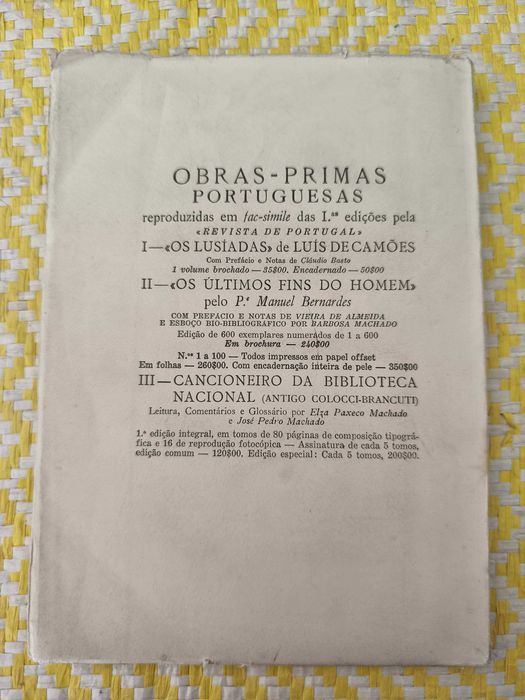 OBRAS-PRIMAS
PORTUGUESAS
reproduzidas em fac-simile das I.as edições pela
«REVISTA DE PORTUGAL»
I—«OS LUSÍADAS» de LUÍS DE CAMÕES
Com Prefácio e Notas de Cláudio Basto
1 volume brochado — 35$00. Encadernado — 50$00
II—«OS ÚLTIMOS FINS DO HOMEM»
pelo P.e Manuel Bernardes
COM PREFÁCIO E NOTAS DE VIEIRA DE ALMEIDA
E ESBOÇO BIO-BIBLIOGRÁFICO POR BARBOSA MACHADO
Edição de 600 exemplares numerádos de 1 a 600
Em brochura — 240$00
N.os 1 a 100 — Todos impressos em papel offset
Em folhas — 260$00. Com encadernação inteira de pele — 350$00
III—CANCIONEIRO DA BIBLIOTECA
NACIONAL (ANTIGO COLOCCI-BRANCUTI)
Leitura, Comentários e Glossário por Elza Paxeco Machado
e José Pedro Machado
1.a edição integral, em tomos de 80 páginas de composição tipográ-
fica e 16 de reprodução fotocópica — Assinatura de cada 5 tomos,
edição comum — 120$00. Edição especial: Cada 5 tomos, 200$00.